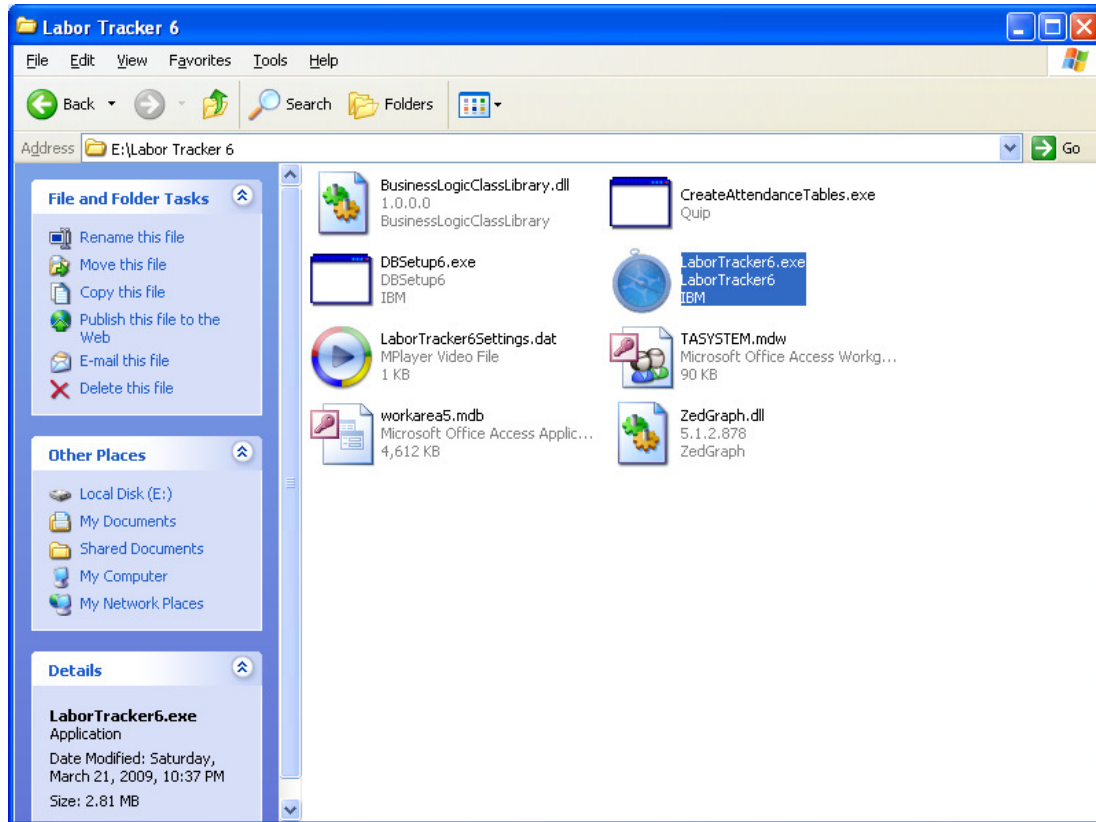 Labor Tracker 6
File Edit View Favorites Tools Help
Back Search Folders
Address E:\Labor Tracker 6 Go
File and Folder Tasks
Rename this file
Move this file
Copy this file
Publish this file to the
Web
E-mail this file
Delete this file
Other Places
Local Disk (E:)
My Documents
Shared Documents
My Computer
My Network Places
Details
LaborTracker6.exe
Application
Date Modified: Saturday,
March 21, 2009, 10:37 PM
Size: 2.81 MB
BusinessLogicClassLibrary.dll
1.0.0.0
BusinessLogicClassLibrary
CreateAttendanceTables.exe
Quip
DBSetup6.exe
DBSetup6
IBM
LaborTracker6.exe
LaborTracker6
IBM
LaborTracker6Settings.dat
MPlayer Video File
1 KB
TASYSTEM.mdw
Microsoft Office Access Workg...
90 KB
workarea5.mdb
Microsoft Office Access Applic...
4,612 KB
ZedGraph.dll
5.1.2.878
ZedGraph